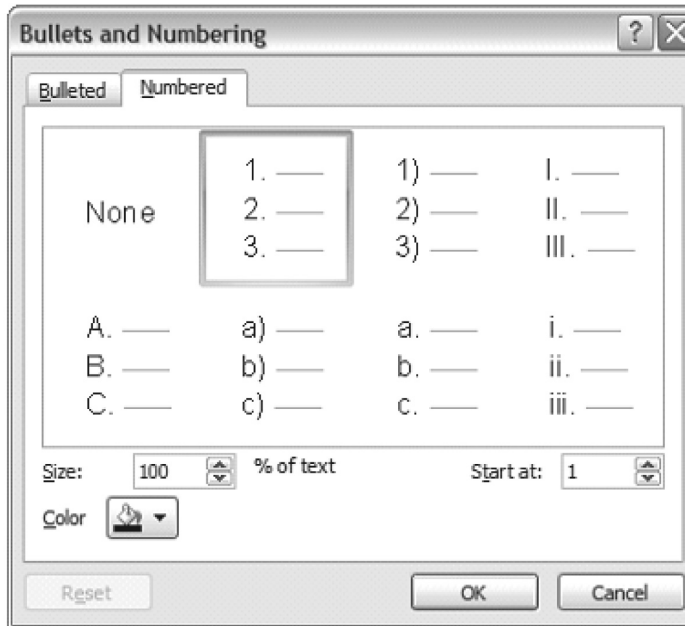 Bullets and Numbering ?
Bulleted Numbered
None
1.
2.
3.
1)
2)
3)
I.
II.
III.
A.
B.
C.
a)
b)
c)
a.
b.
c.
i.
ii.
iii.
Size: 100 % of text Start at: 1
Color
Reset OK Cancel